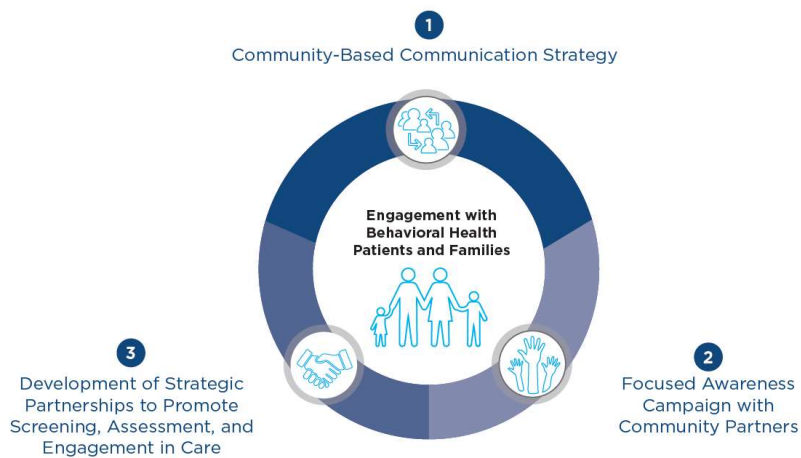 1
Community-Based Communication Strategy
Engagement with
Behavioral Health
Patients and Families
3
Development of Strategic
Partnerships to Promote
Screening, Assessment, and
Engagement in Care
2
Focused Awareness
Campaign with
Community Partners